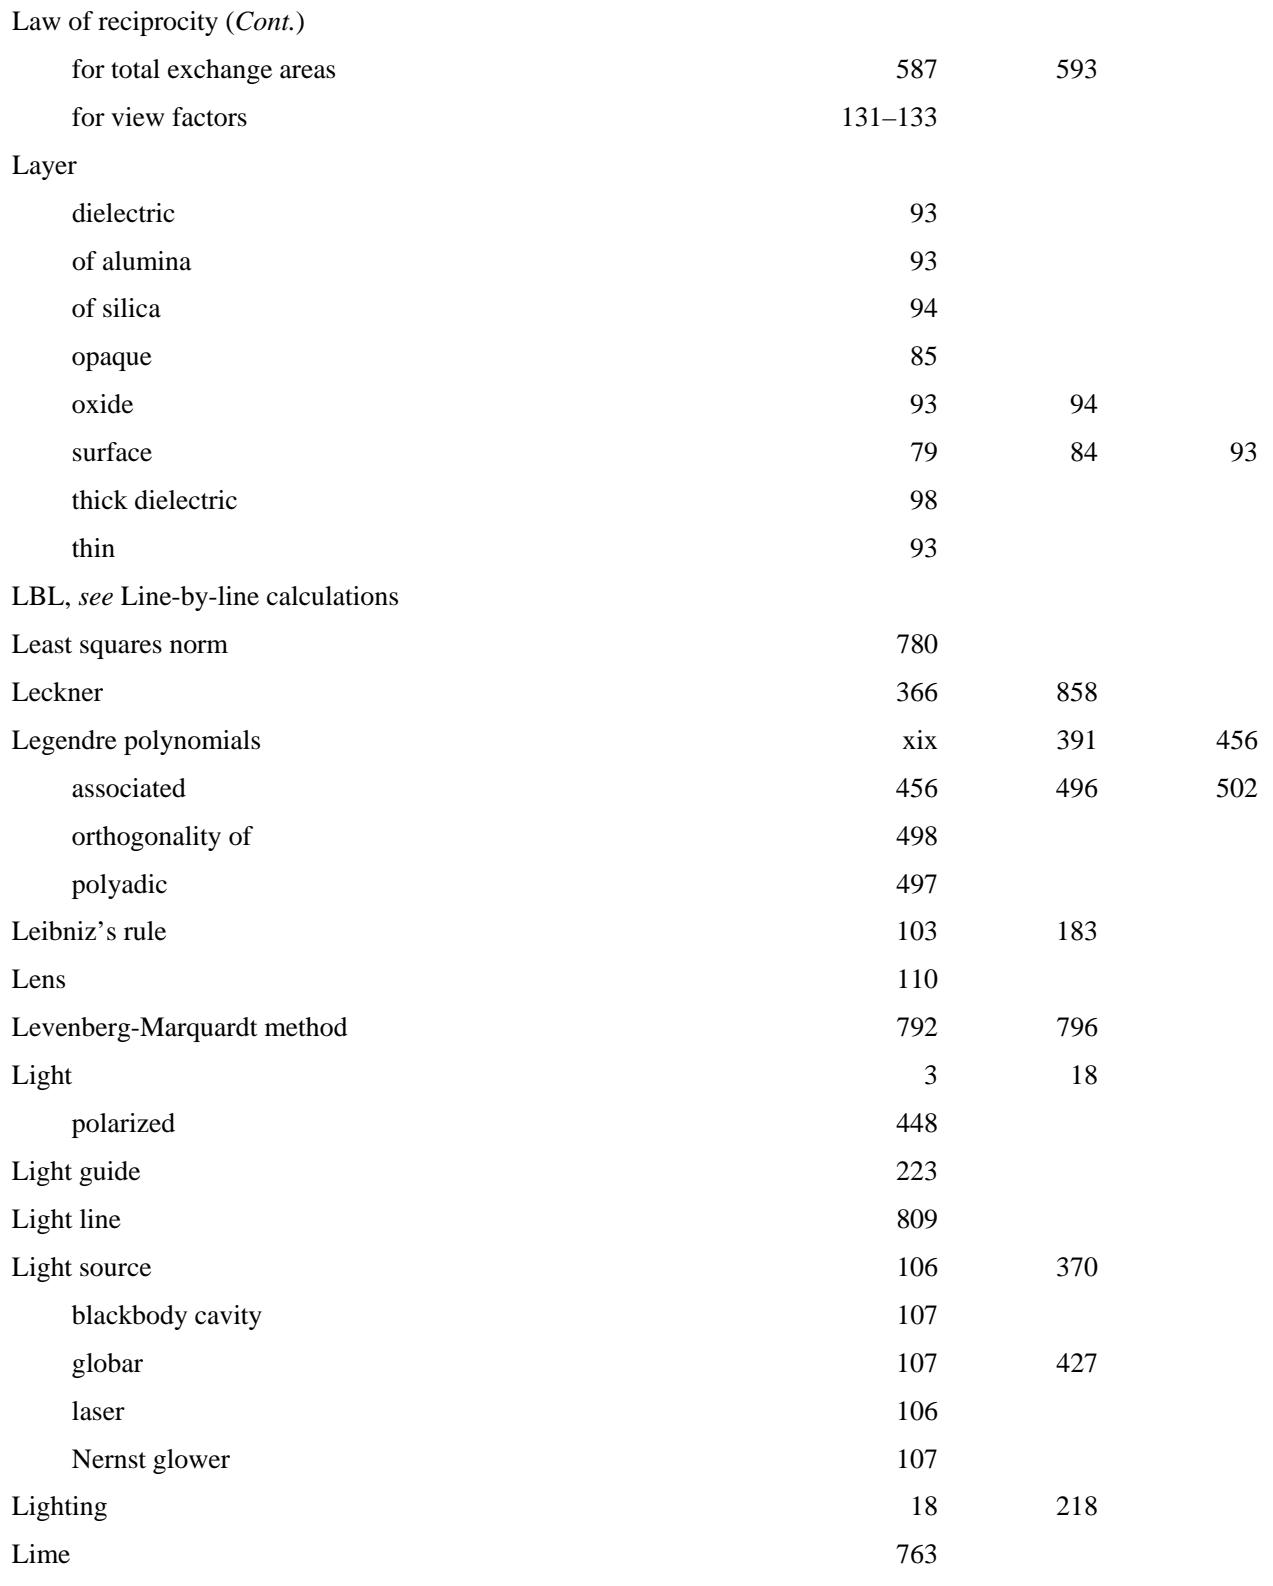 Law of reciprocity (Cont.)
for total exchange areas 587 593
for view factors 131–133
Layer
dielectric 93
of alumina 93
of silica 94
opaque 85
oxide 93 94
surface 79 84 93
thick dielectric 98
thin 93
LBL, see Line-by-line calculations
Least squares norm 780
Leckner 366 858
Legendre polynomials xix 391 456
associated 456 496 502
orthogonality of 498
polyadic 497
Leibniz’s rule 103 183
Lens 110
Levenberg-Marquardt method 792 796
Light 3 18
polarized 448
Light guide 223
Light line 809
Light source 106 370
blackbody cavity 107
globar 107 427
laser 106
Nernst glower 107
Lighting 18 218
Lime 763